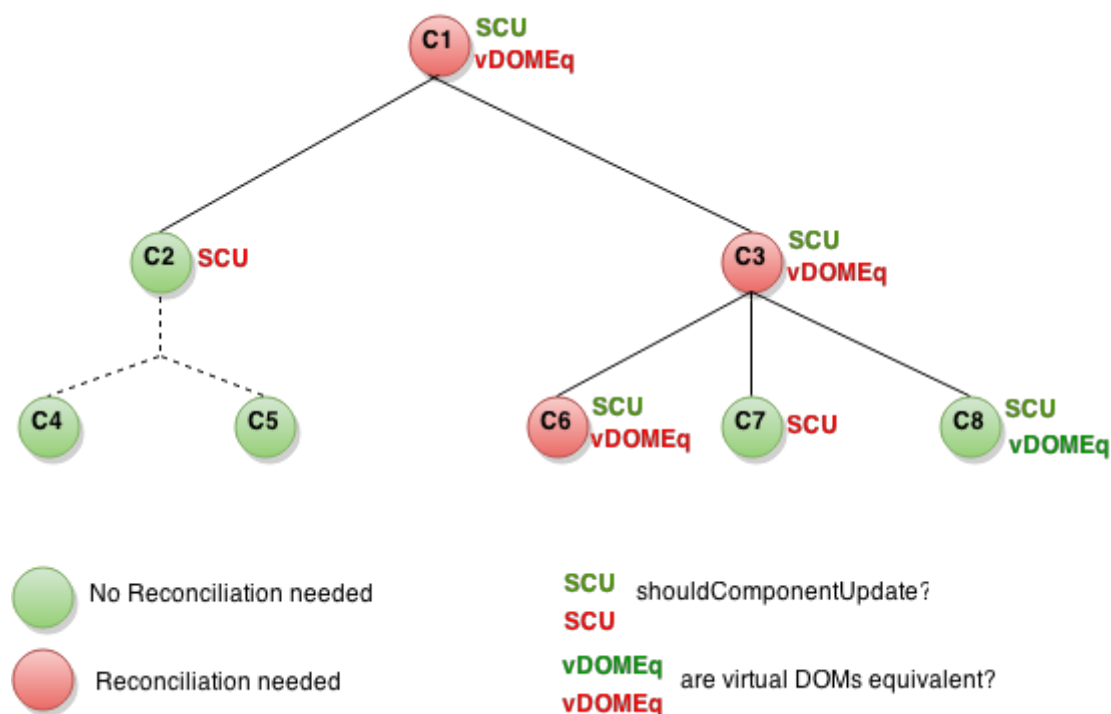 C1 SCU
vDOMEq
C2 SCU
C3 SCU
vDOMEq
C4
C5
C6 SCU
vDOMEq
C7 SCU
C8 SCU
vDOMEq
No Reconciliation needed
SCU shouldComponentUpdate?
SCU
Reconciliation needed
vDOMEq are virtual DOMs equivalent?
vDOMEq